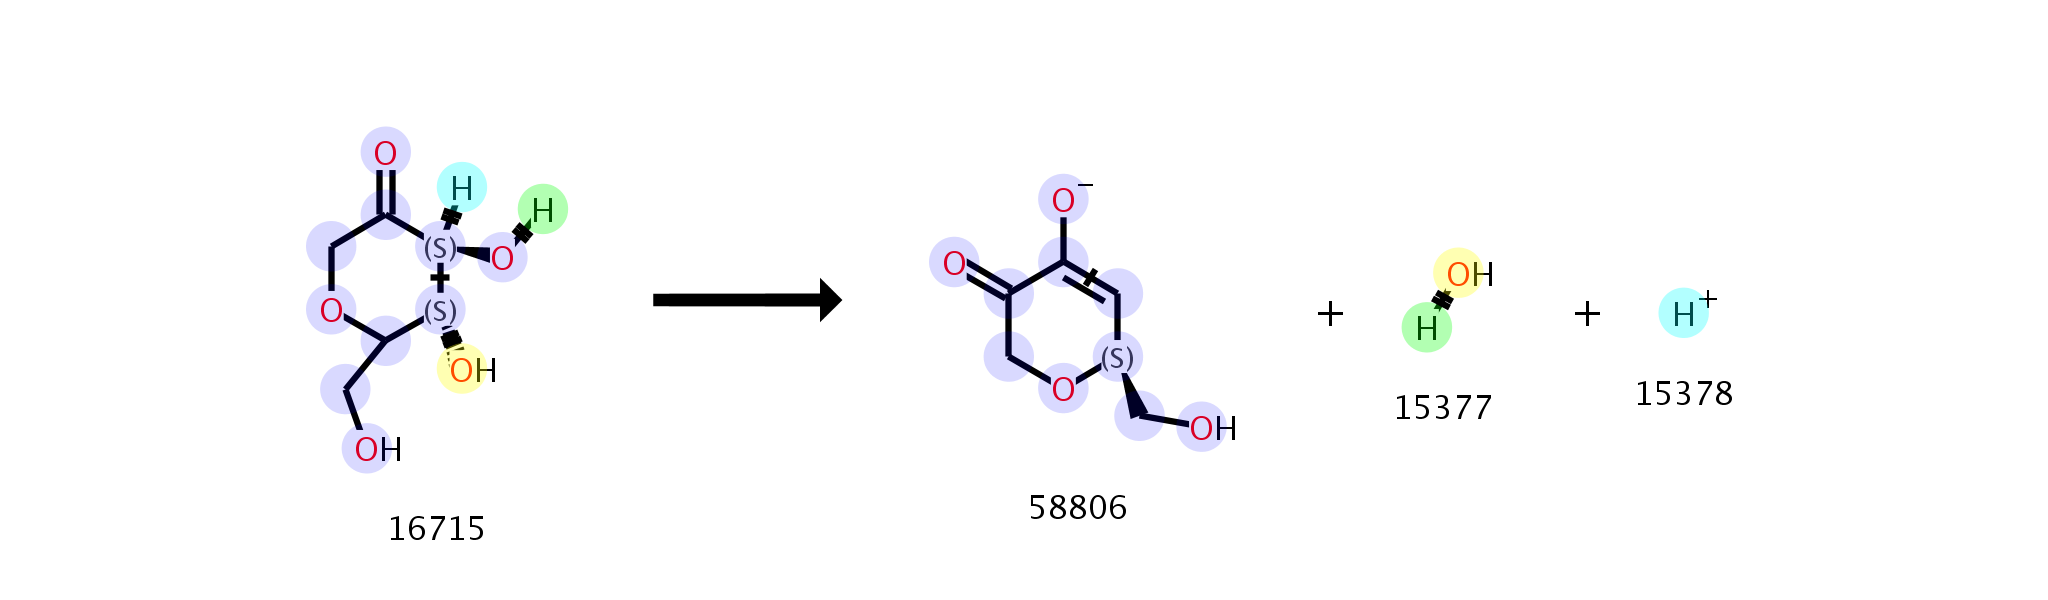 O
H
H
(S)
O
O
(S)
OH
OH
16715
O⁻
O
(S)
O
OH
58806
+
OH
H
15377
+
H⁺
15378